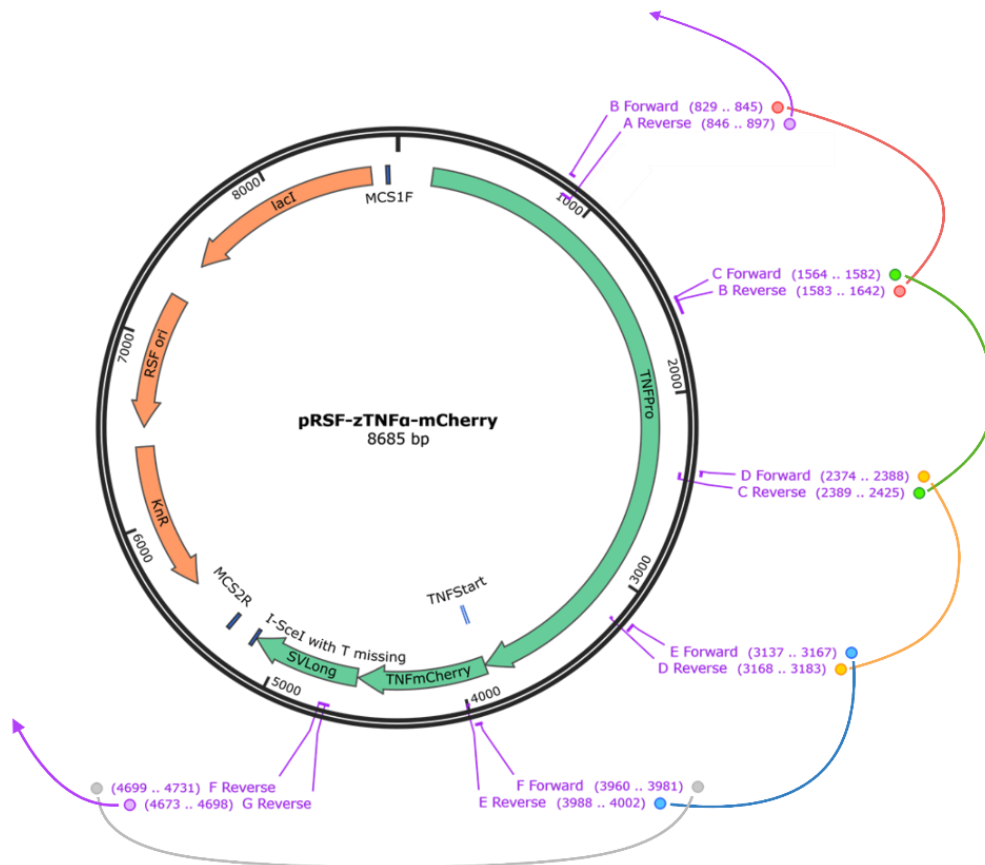 B Forward (829 .. 845)
A Reverse (846 .. 897)
8000
lacI
MCS1F
1000
C Forward (1564 .. 1582)
B Reverse (1583 .. 1642)
7000
RSF ori
TNFPro
2000
pRSF-zTNFα-mCherry
8685 bp
D Forward (2374 .. 2388)
C Reverse (2389 .. 2425)
KnR
6000
MCS2R
TNFStart
3000
I-SceI with T missing
E Forward (3137 .. 3167)
D Reverse (3168 .. 3183)
SVLong
TNFmCherry
5000
4000
(4699 .. 4731) F Reverse
F Forward (3960 .. 3981)
(4673 .. 4698) G Reverse
E Reverse (3988 .. 4002)